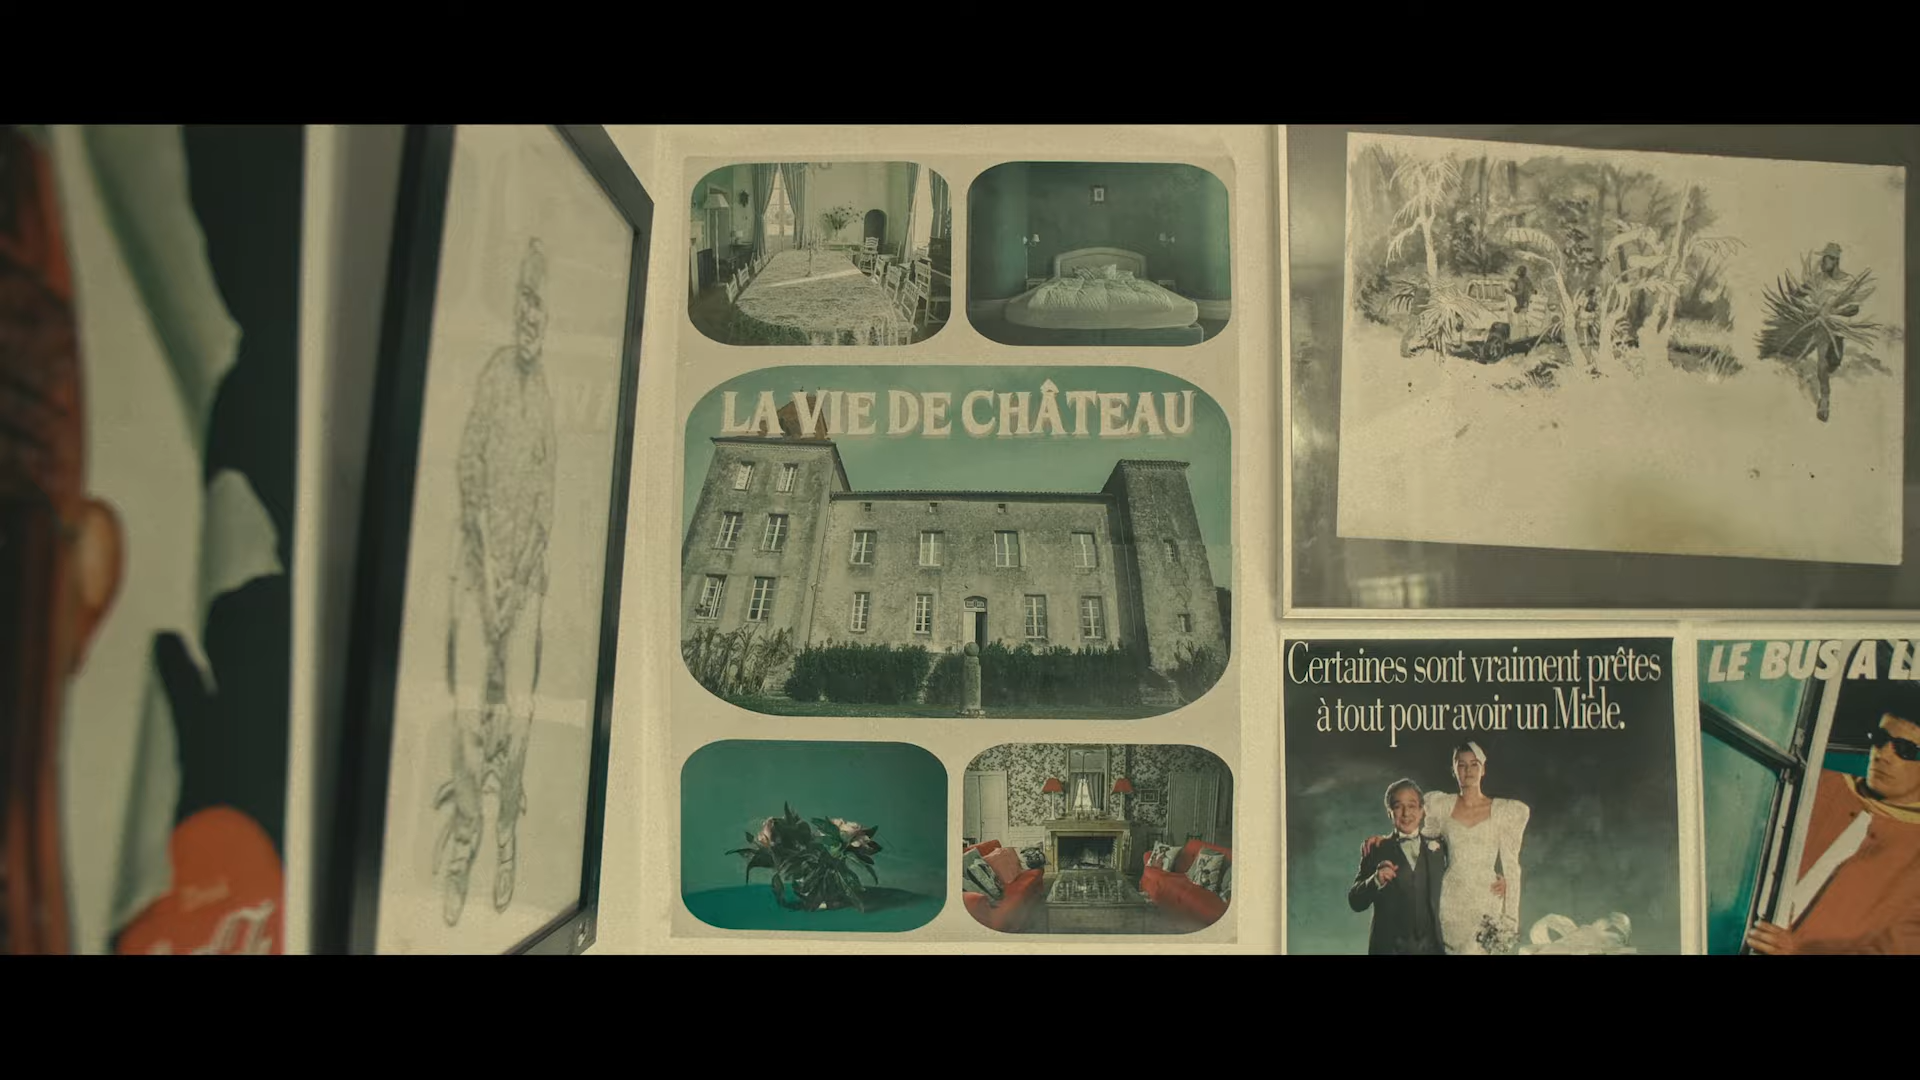 LA VIE DE CHÂTEAU
Certaines sont vraiment prêtes
à tout pour avoir un Miele.
LE BUS A